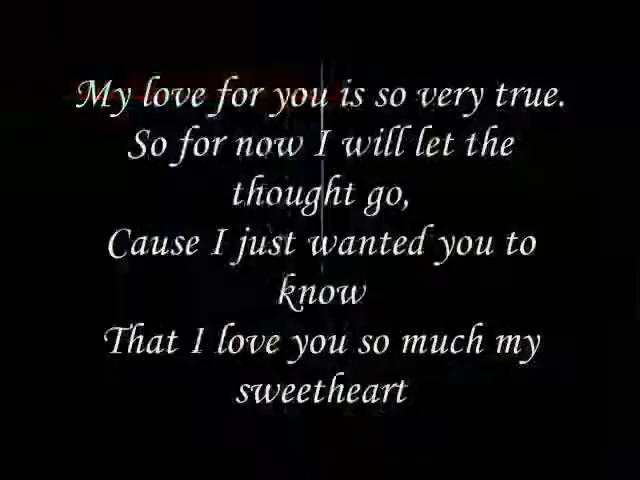 My love for you is so very true.
So for now I will let the
thought go,
Cause I just wanted you to
know
That I love you so much my
sweetheart